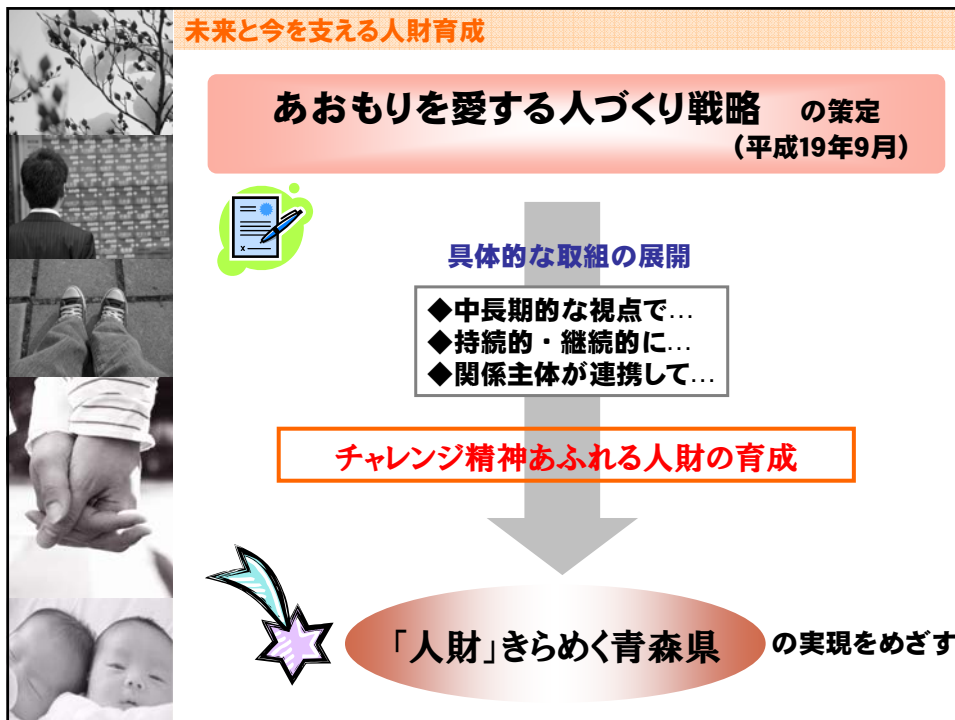 未来と今を支える人財育成
あおもりを愛する人づくり戦略 の策定
(平成19年9月)
具体的な取組の展開
◆中長期的な視点で…
◆持続的・継続的に…
◆関係主体が連携して…
チャレンジ精神あふれる人財の育成
「人財」きらめく青森県 の実現をめざす